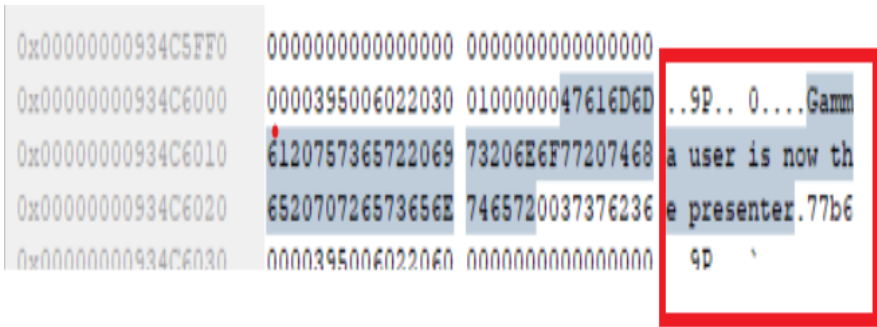 0x00000000934C5FF0 0000000000000000 0000000000000000
0x00000000934C6000 0000395006022030 0100000047616D6D ..9P.. 0....Gamm
0x00000000934C6010 6120757365722069 73206E6F77207468 a user is now th
0x00000000934C6020 652070726573656E 7465720037376236 e presenter.77b6
0x00000000934C6030 0000395006022060 0000000000000000 9P `